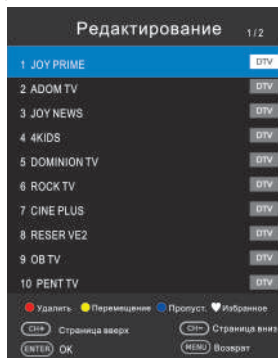 Редактирование 1/2
1 JOY PRIME DTV
2 ADOM TV DTV
3 JOY NEWS DTV
4 4KIDS DTV
5 DOMINION TV DTV
6 ROCK TV DTV
7 CINE PLUS DTV
8 RESER VE2 DTV
9 OB TV DTV
10 PENT TV DTV
Удалить Перемещение Пропуст. Избранное
CH+ Страница вверх CH- Страница вниз
ENTER OK MENU Возврат